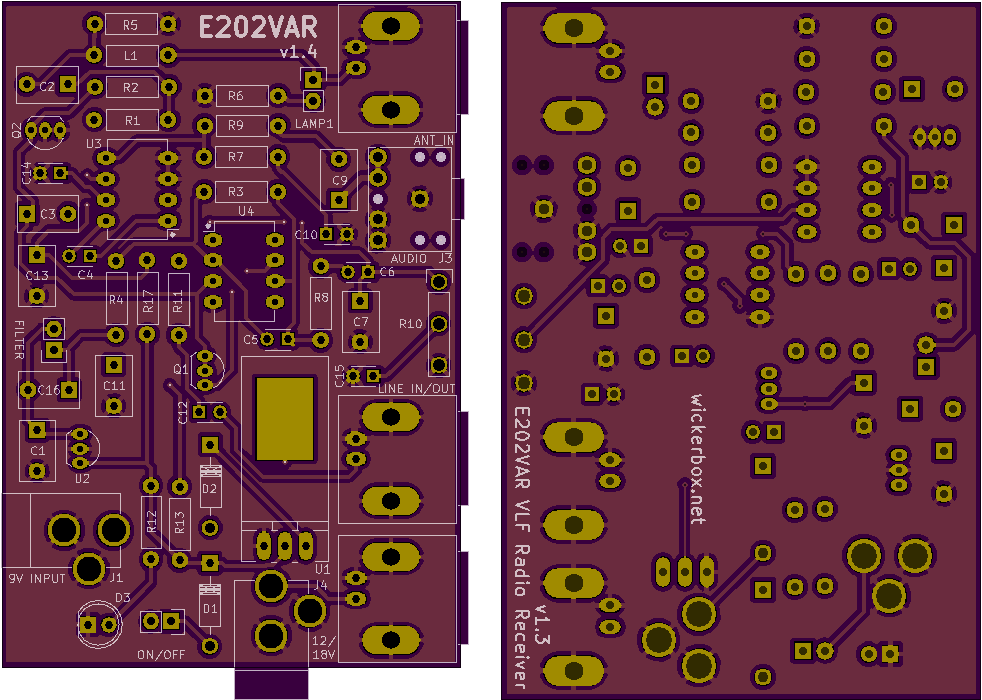 E202VAR
v1.4
R5
L1
C2
R2
R6
LAMP1
R1
R9
Q2
U3
R7
ANT_IN
C14
C9
R3
C3
U4
C10
AUDIO
J3
C13
C4
C6
R4
R17
R11
R8
C7
R10
FILTER
C5
Q1
C15
C11
C16
LINE IN/OUT
C12
C1
U2
D2
R12
R13
9V INPUT
J1
U1
J4
D3
D1
ON/OFF
12/
18V
wickerbox.net
E202VAR VLF Radio Receiver
v1.3